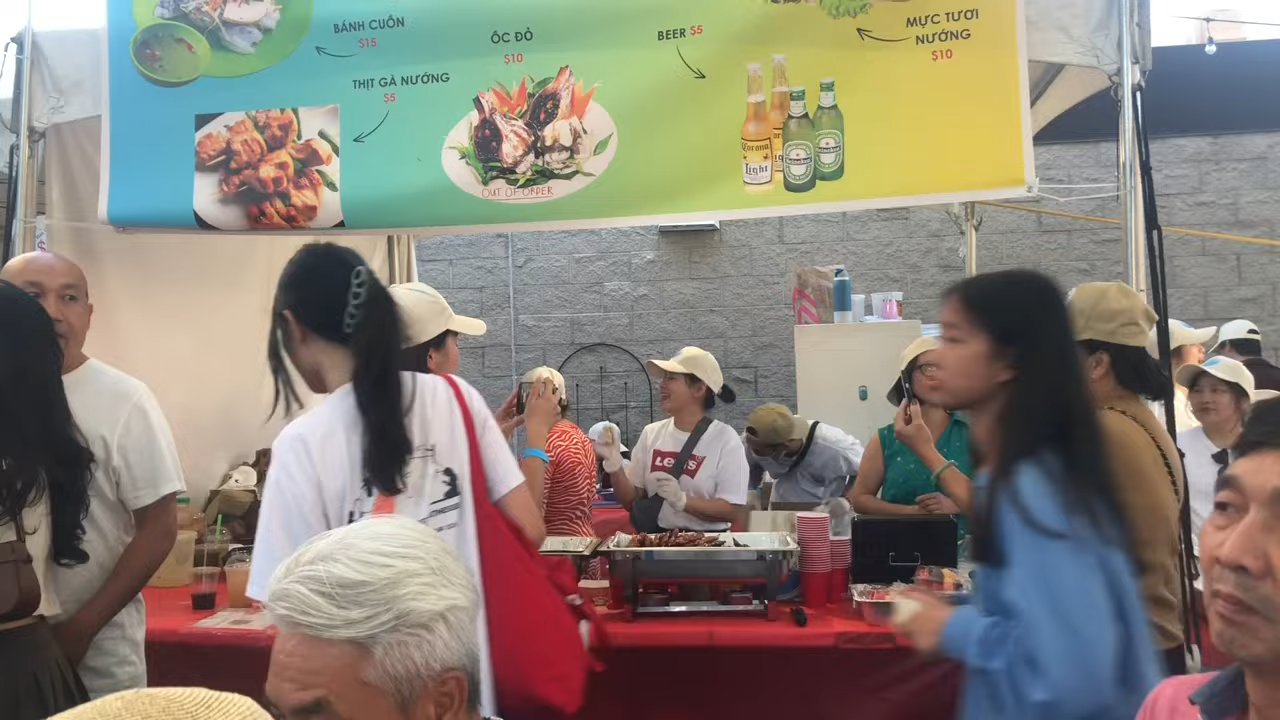 BÁNH CUỐN
$15
ỐC ĐỎ
$10
BEER $5
MỰC TƯƠI
NƯỚNG
$10
THỊT GÀ NƯỚNG
$5
OUT OF ORDER
Corona
Light
Heineken
Heineken
LEVI'S